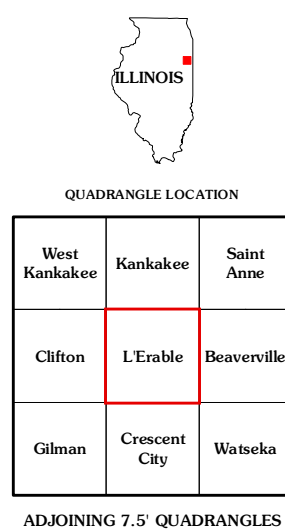 ILLINOIS
QUADRANGLE LOCATION
West
Kankakee
Kankakee
Saint
Anne
Clifton
L'Erable
Beaverville
Gilman
Crescent
City
Watseka
ADJOINING 7.5' QUADRANGLES